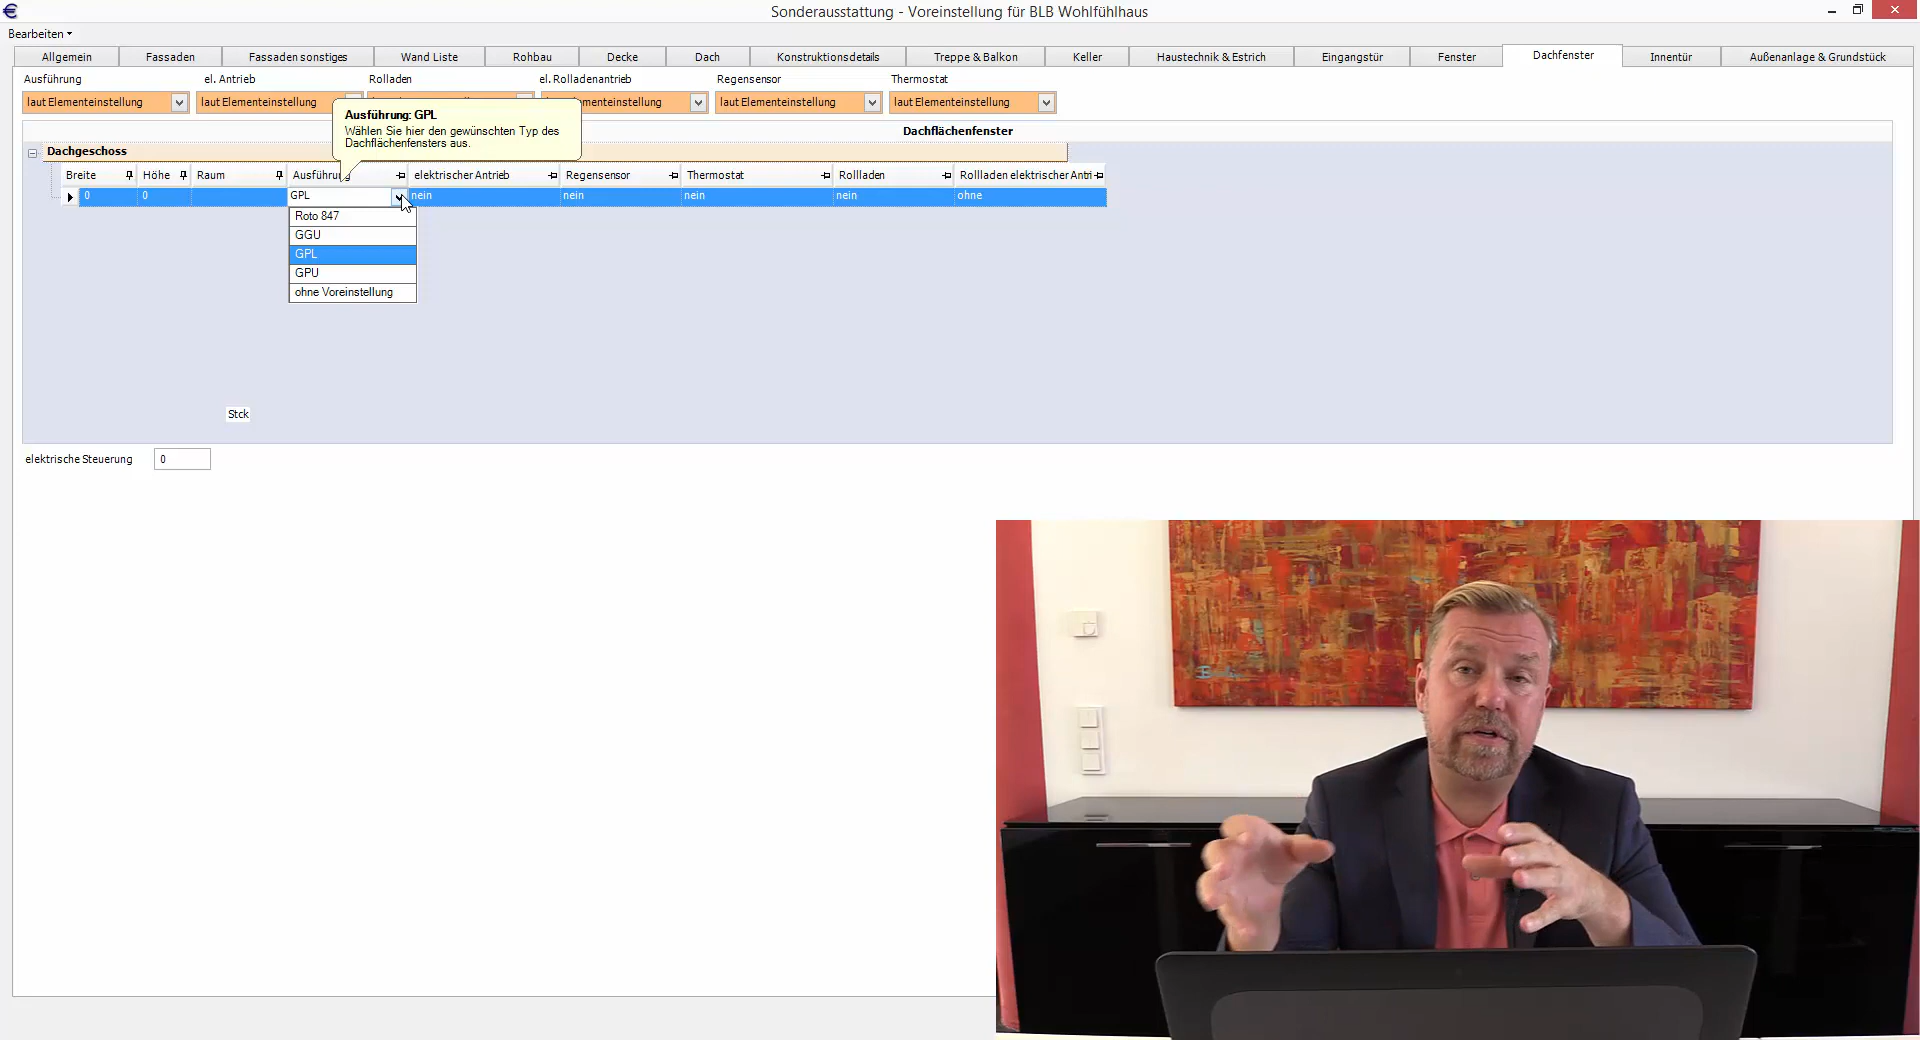 Sonderausstattung - Voreinstellung für BLB Wohlfühlhaus
Bearbeiten
Allgemein Fassaden Fassaden sonstiges Wand Liste Rohbau Decke Dach Konstruktionsdetails Treppe & Balkon Keller Haustechnik & Estrich Eingangstür Fenster Dachfenster Innentür Außenanlage & Grundstück
Ausführung el. Antrieb Rolladen el. Rolladenantrieb Regensensor Thermostat
laut Elementeinstellung laut Elementeinstellung ementeinstellung laut Elementeinstellung laut Elementeinstellung
Ausführung: GPL
Wählen Sie hier den gewünschten Typ des
Dachflächenfensters aus.
Dachflächenfenster
Dachgeschoss
Breite Höhe Raum Ausführung elektrischer Antrieb Regensensor Thermostat Rollladen Rollladen elektrischer Antri
0 0 GPL nein nein nein nein ohne
Roto 847
GGU
GPL
GPU
ohne Voreinstellung
Stck
elektrische Steuerung 0